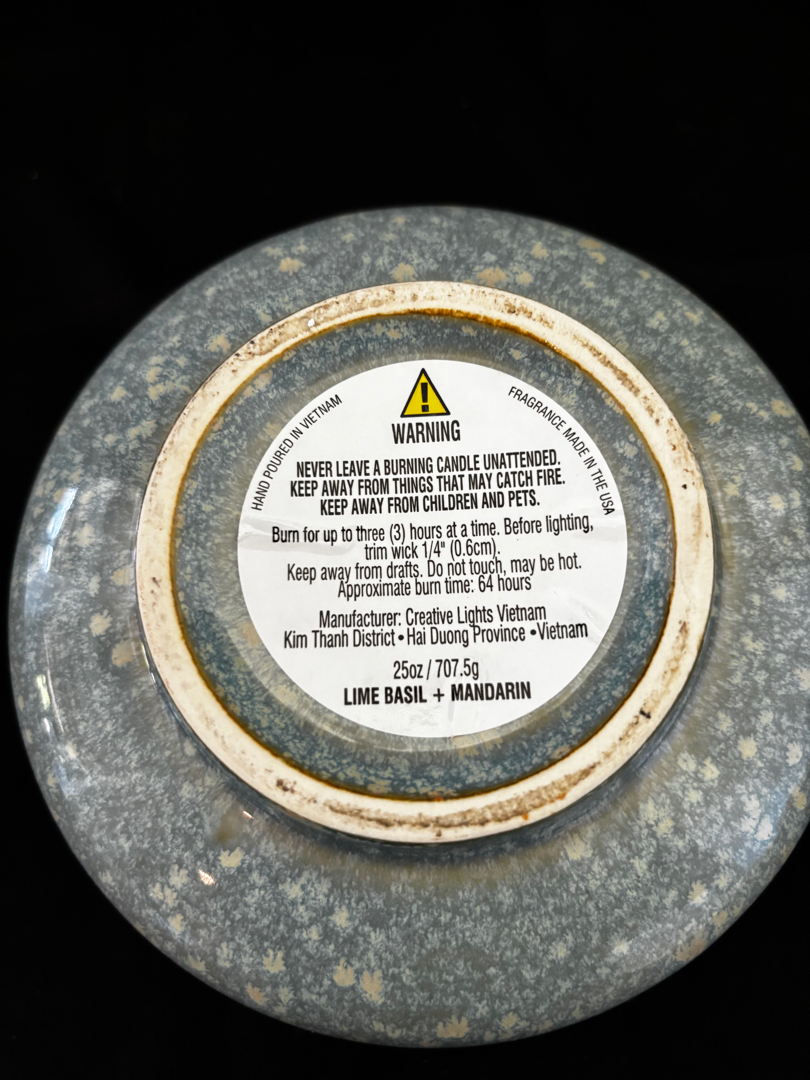 WARNING
HAND POURED IN VIETNAM
FRAGRANCE MADE IN THE USA
NEVER LEAVE A BURNING CANDLE UNATTENDED.
KEEP AWAY FROM THINGS THAT MAY CATCH FIRE.
KEEP AWAY FROM CHILDREN AND PETS.
Burn for up to three (3) hours at a time. Before lighting,
trim wick 1/4" (0.6cm).
Keep away from drafts. Do not touch, may be hot.
Approximate burn time: 64 hours
Manufacturer: Creative Lights Vietnam
Kim Thanh District • Hai Duong Province • Vietnam
25oz / 707.5g
LIME BASIL + MANDARIN